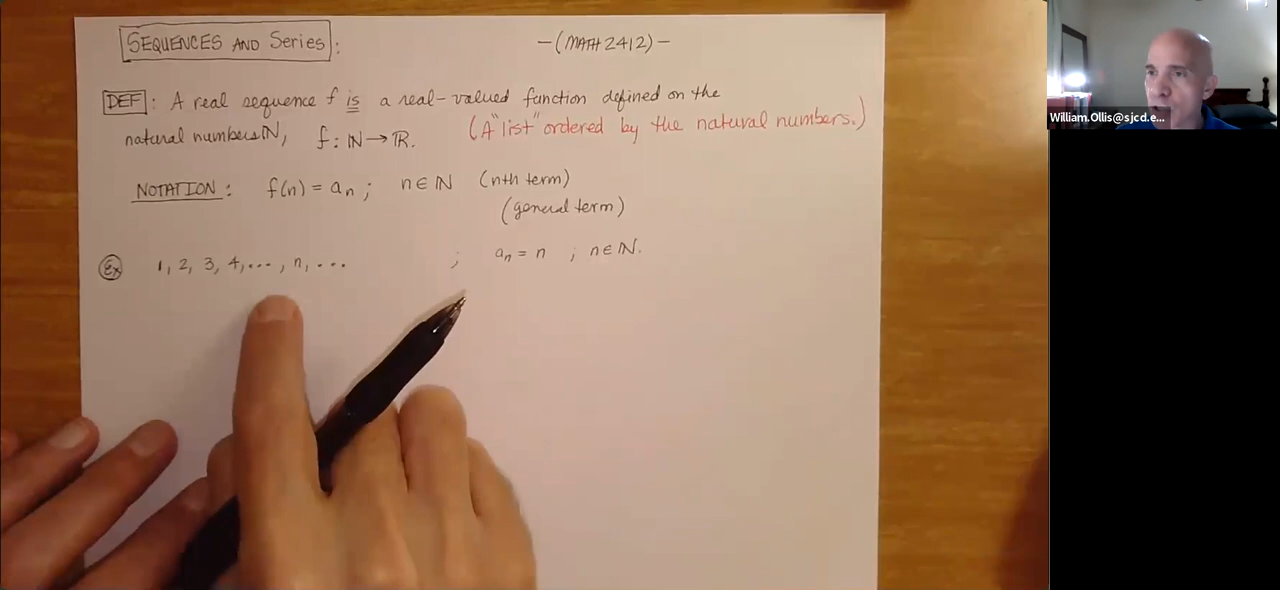 SEQUENCES AND Series:
-(MATH 2412)-
DEF: A real sequence f is a real-valued function defined on the
natural numbers ℕ, f: ℕ → ℝ.
(A "list" ordered by the natural numbers.)
NOTATION: f(n) = aₙ; n ∈ ℕ (nth term)
(general term)
Ex 1, 2, 3, 4, ..., n, ... ; aₙ = n ; n ∈ ℕ.
William.Ollis@sjcd.e...